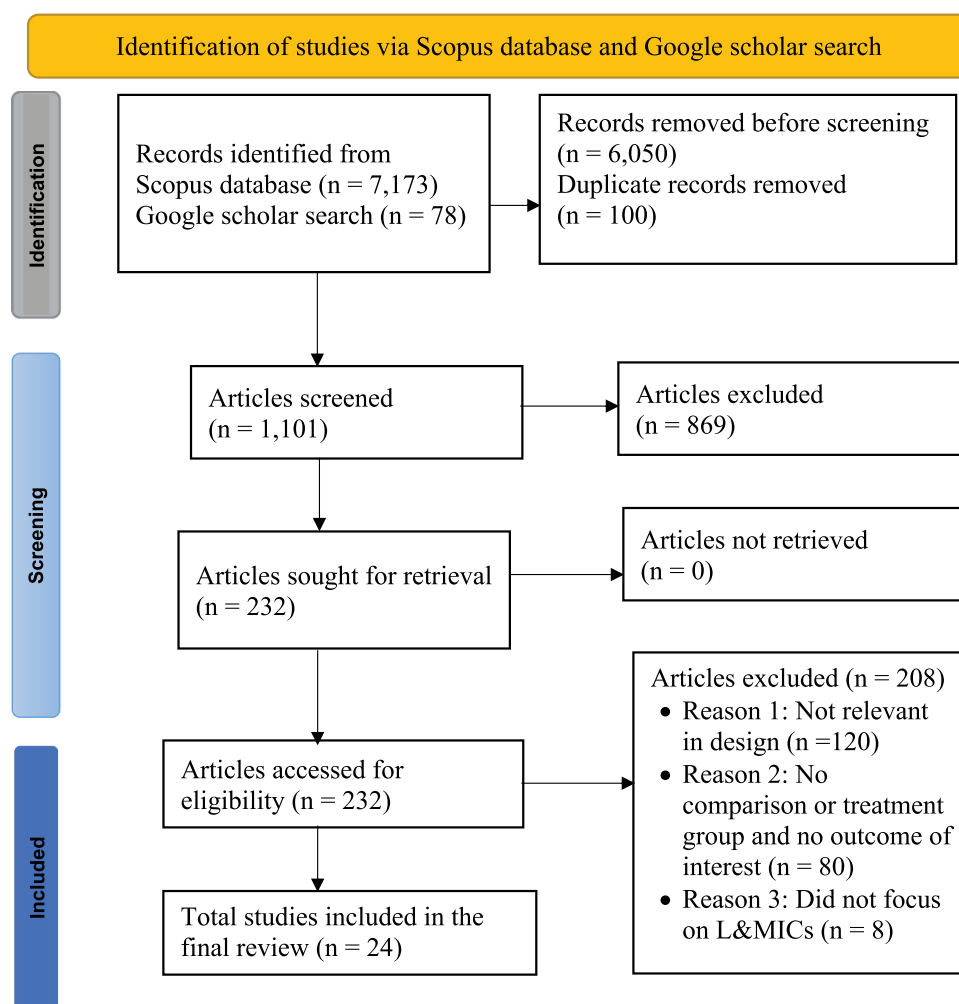 Identification of studies via Scopus database and Google scholar search
Identification
Records identified from
Scopus database (n = 7,173)
Google scholar search (n = 78)
Records removed before screening
(n = 6,050)
Duplicate records removed
(n = 100)
Screening
Articles screened
(n = 1,101)
Articles excluded
(n = 869)
Articles sought for retrieval
(n = 232)
Articles not retrieved
(n = 0)
Included
Articles accessed for
eligibility (n = 232)
Articles excluded (n = 208)
• Reason 1: Not relevant
in design (n =120)
• Reason 2: No
comparison or treatment
group and no outcome of
interest (n = 80)
• Reason 3: Did not focus
on L&MICs (n = 8)
Total studies included in the
final review (n = 24)